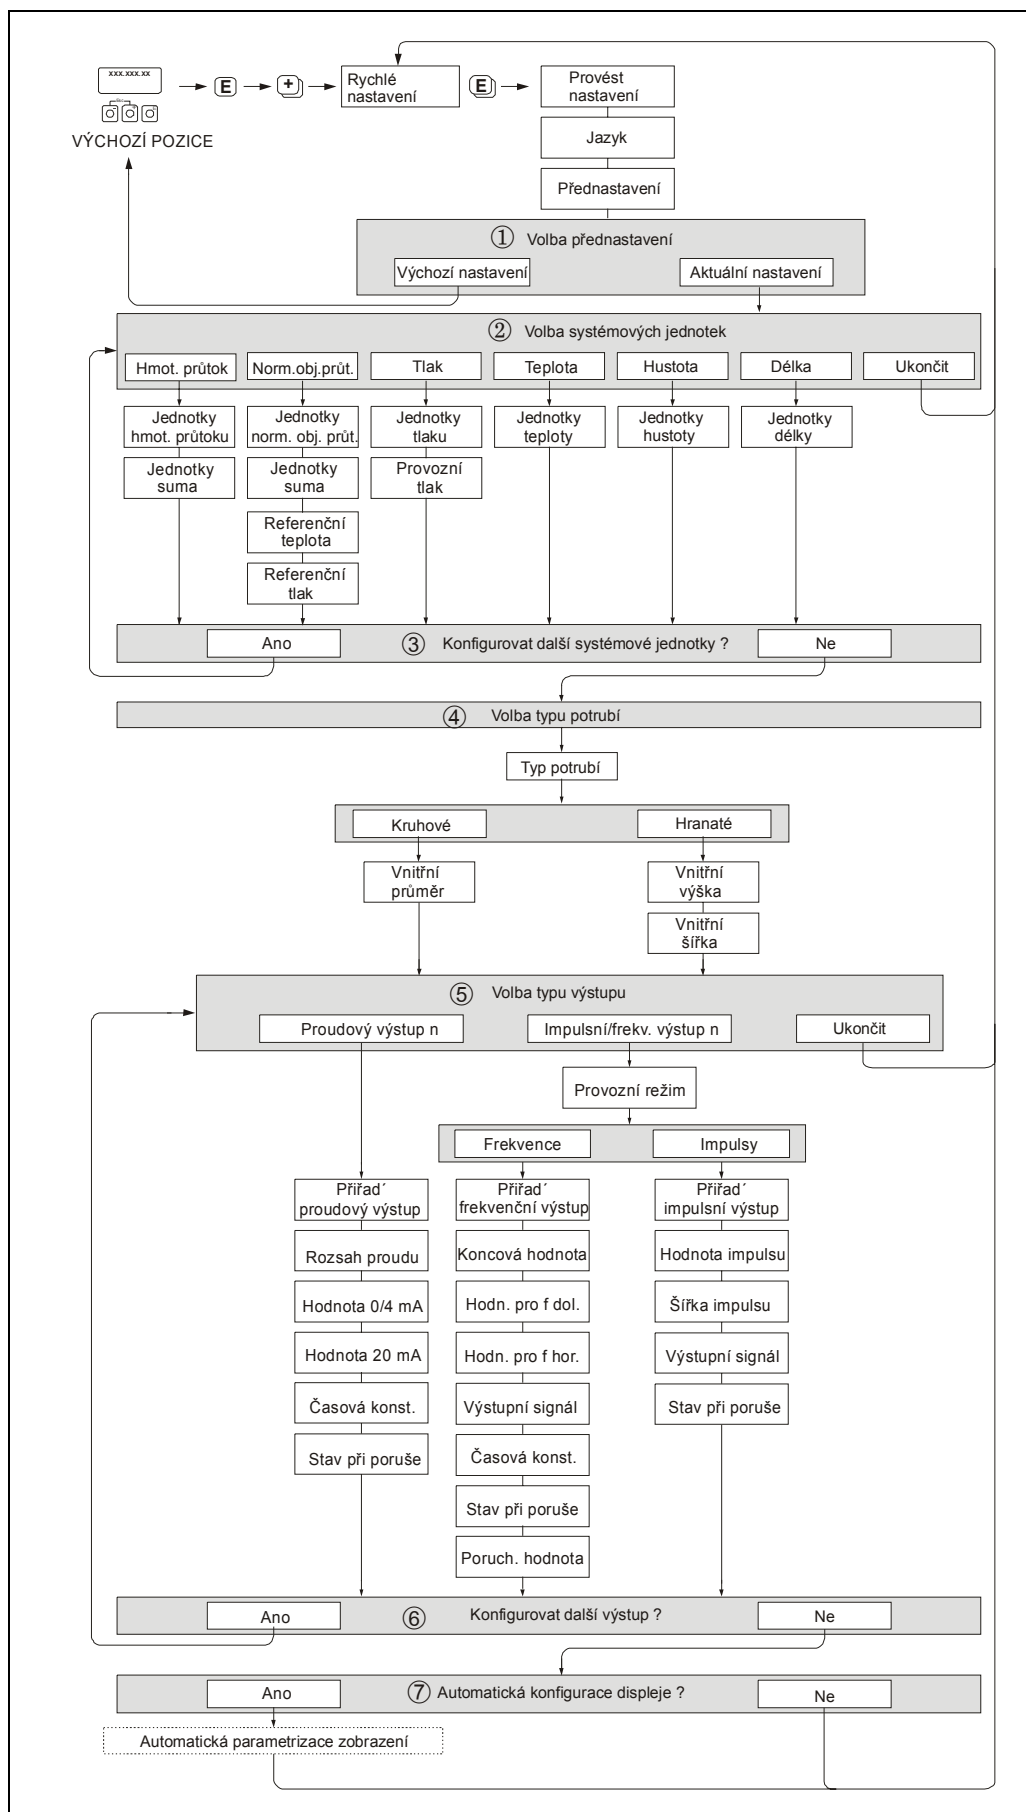 xxx.xxx.xx
Esc
E
+
Rychlé
nastavení
E
Provést
nastavení
- + E
VÝCHOZÍ POZICE
Jazyk
Přednastavení
① Volba přednastavení
Výchozí nastavení
Aktuální nastavení
② Volba systémových jednotek
Hmot. průtok
Norm.obj.průt.
Tlak
Teplota
Hustota
Délka
Ukončit
Jednotky
hmot. průtoku
Jednotky
norm. obj. průt.
Jednotky
tlaku
Jednotky
teploty
Jednotky
hustoty
Jednotky
délky
Jednotky
suma
Jednotky
suma
Provozní
tlak
Referenční
teplota
Referenční
tlak
Ano
③ Konfigurovat další systémové jednotky ?
Ne
④ Volba typu potrubí
Typ potrubí
Kruhové
Hranaté
Vnitřní
průměr
Vnitřní
výška
Vnitřní
šířka
⑤ Volba typu výstupu
Proudový výstup n
Impulsní/frekv. výstup n
Ukončit
Provozní režim
Frekvence
Impulsy
Přiřad´
proudový výstup
Přiřad´
frekvenční výstup
Přiřad´
impulsní výstup
Rozsah proudu
Koncová hodnota
Hodnota impulsu
Hodnota 0/4 mA
Hodn. pro f dol.
Šířka impulsu
Hodnota 20 mA
Hodn. pro f hor.
Výstupní signál
Časová konst.
Výstupní signál
Stav při poruše
Stav při poruše
Časová konst.
Stav při poruše
Poruch. hodnota
Ano
⑥ Konfigurovat další výstup ?
Ne
Ano
⑦ Automatická konfigurace displeje ?
Ne
Automatická parametrizace zobrazení